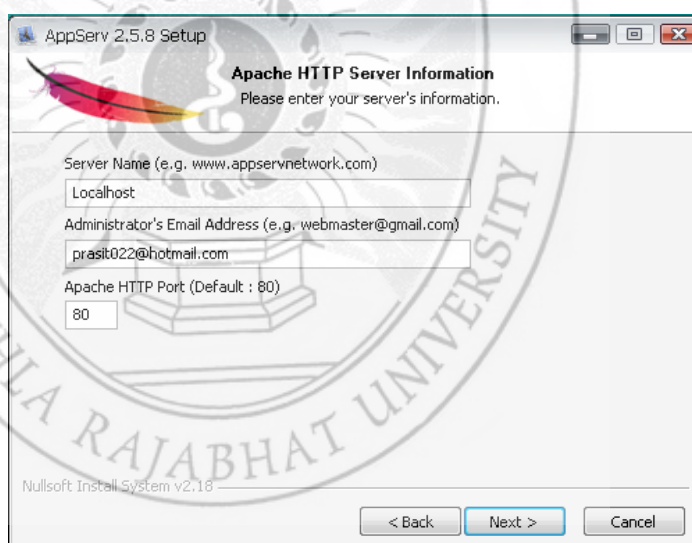 AppServ 2.5.8 Setup
Apache HTTP Server Information
Please enter your server's information.
Server Name (e.g. www.appservnetwork.com)
Localhost
Administrator's Email Address (e.g. webmaster@gmail.com)
prasit022@hotmail.com
Apache HTTP Port (Default : 80)
80
HLA RAJABHAT UNIVERSITY
Nullsoft Install System v2.18
< Back
Next >
Cancel